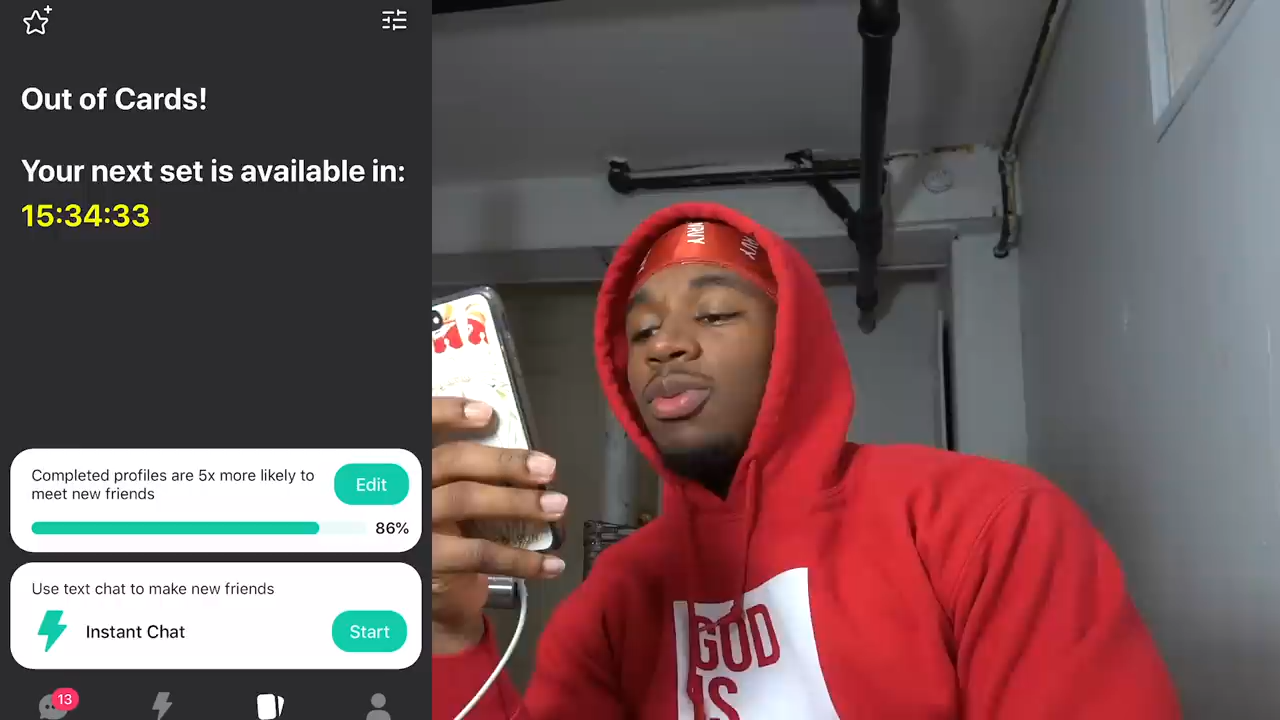 Out of Cards!
Your next set is available in:
15:34:33
Completed profiles are 5x more likely to
meet new friends
Edit
86%
Use text chat to make new friends
Instant Chat
Start
13
GOD
IS